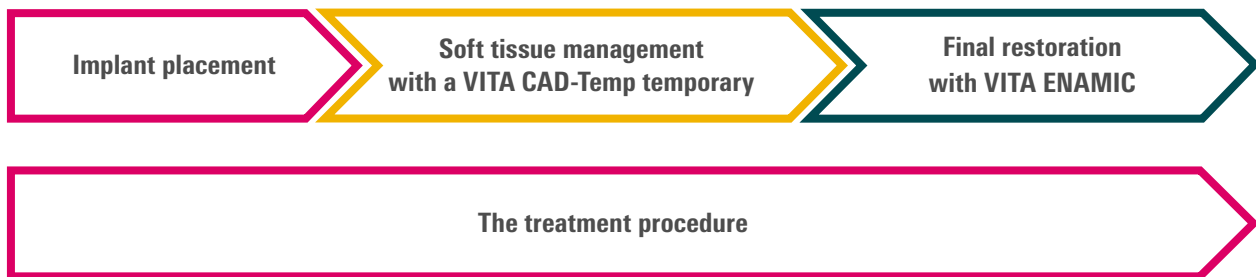 Implant placement
Soft tissue management
with a VITA CAD-Temp temporary
Final restoration
with VITA ENAMIC
The treatment procedure